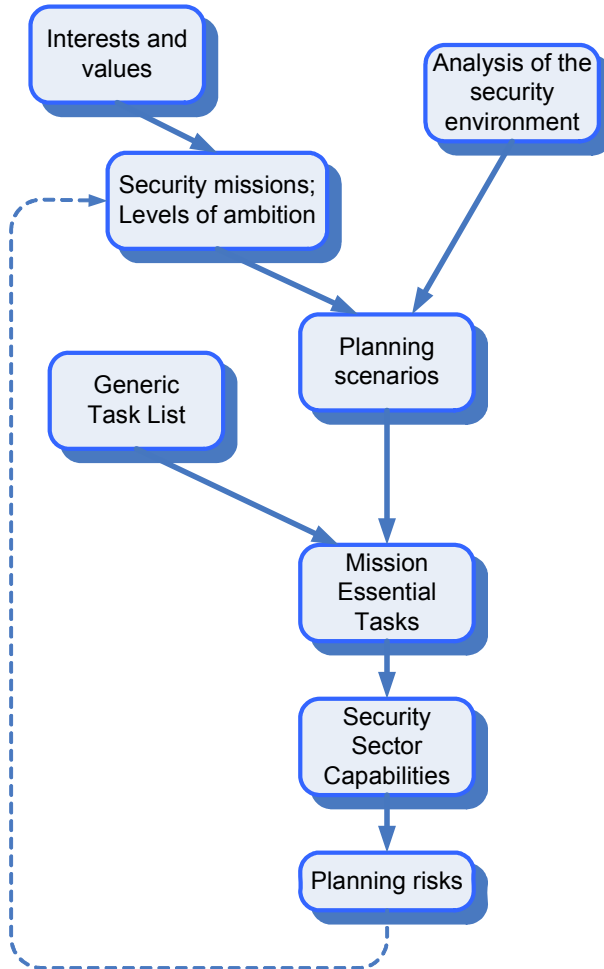 Interests and
values
Analysis of the
security
environment
Security missions;
Levels of ambition
Planning
scenarios
Generic
Task List
Mission
Essential
Tasks
Security
Sector
Capabilities
Planning risks